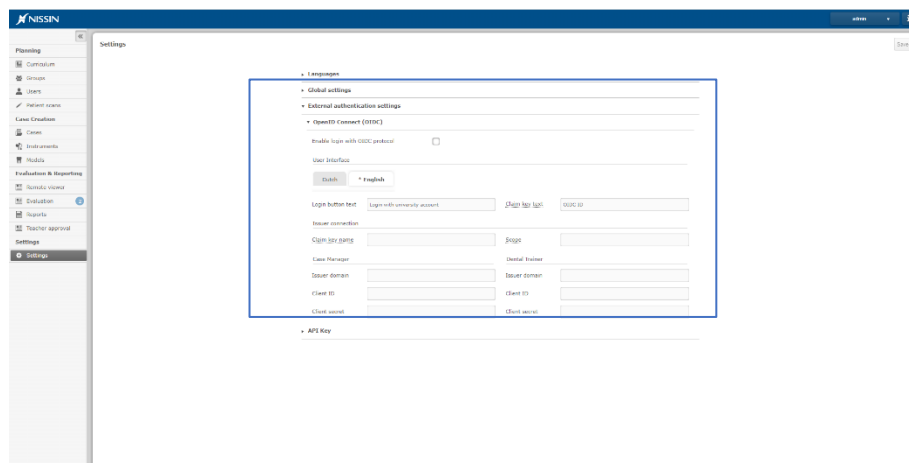 NISSIN
admin
Settings
Save
Planning
Curriculum
Groups
Users
Patient scans
Case Creation
Cases
Instruments
Models
Evaluation & Reporting
Remote viewer
Evaluation
Reports
Teacher approval
Settings
Settings
Languages
Global settings
External authentication settings
OpenID Connect (OIDC)
Enable login with OIDC protocol
User Interface
Dutch * English
Login button text Login with university account Claim key text OIDC ID
Issuer connection
Claim key name Scope
Case Manager Dental Trainer
Issuer domain Issuer domain
Client ID Client ID
Client secret Client secret
API Key